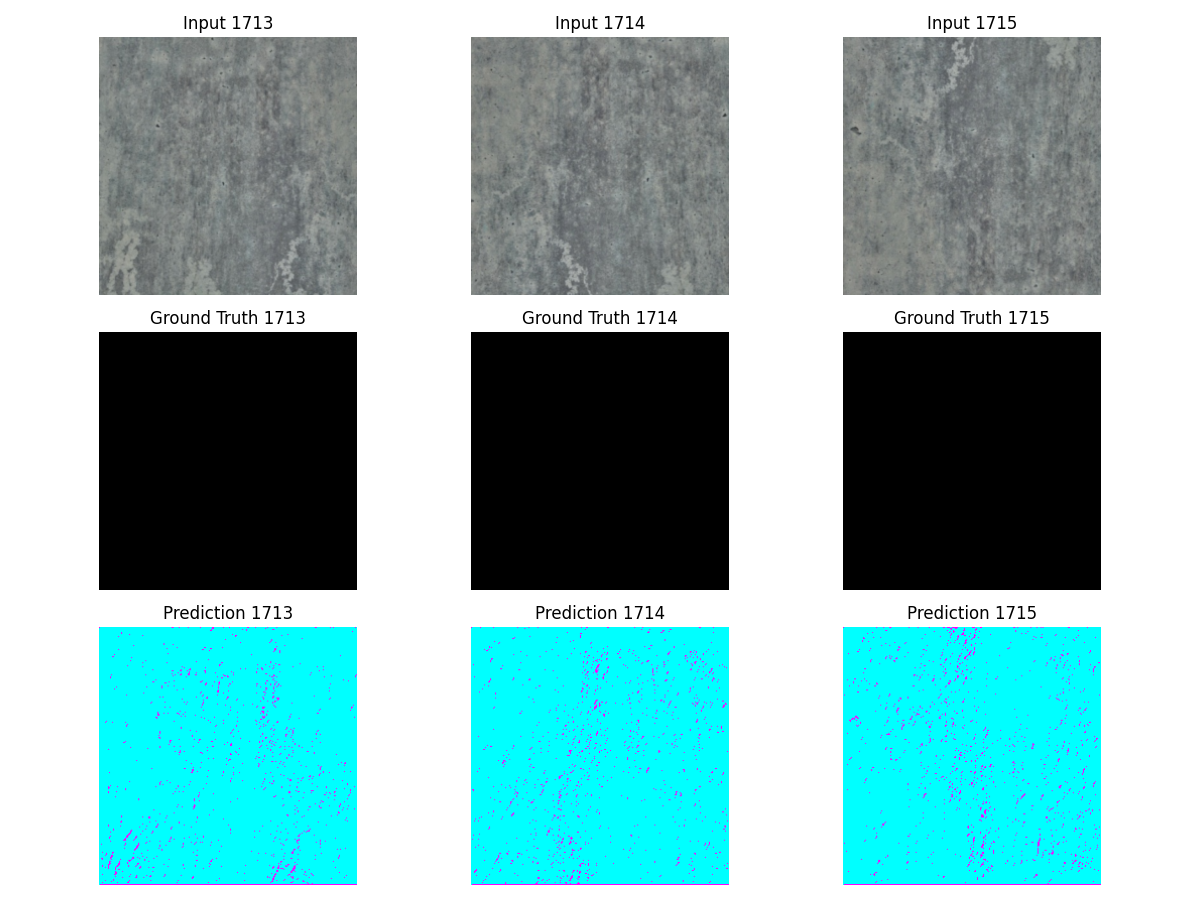 Input 1713
Input 1714
Input 1715
Ground Truth 1713
Ground Truth 1714
Ground Truth 1715
Prediction 1713
Prediction 1714
Prediction 1715